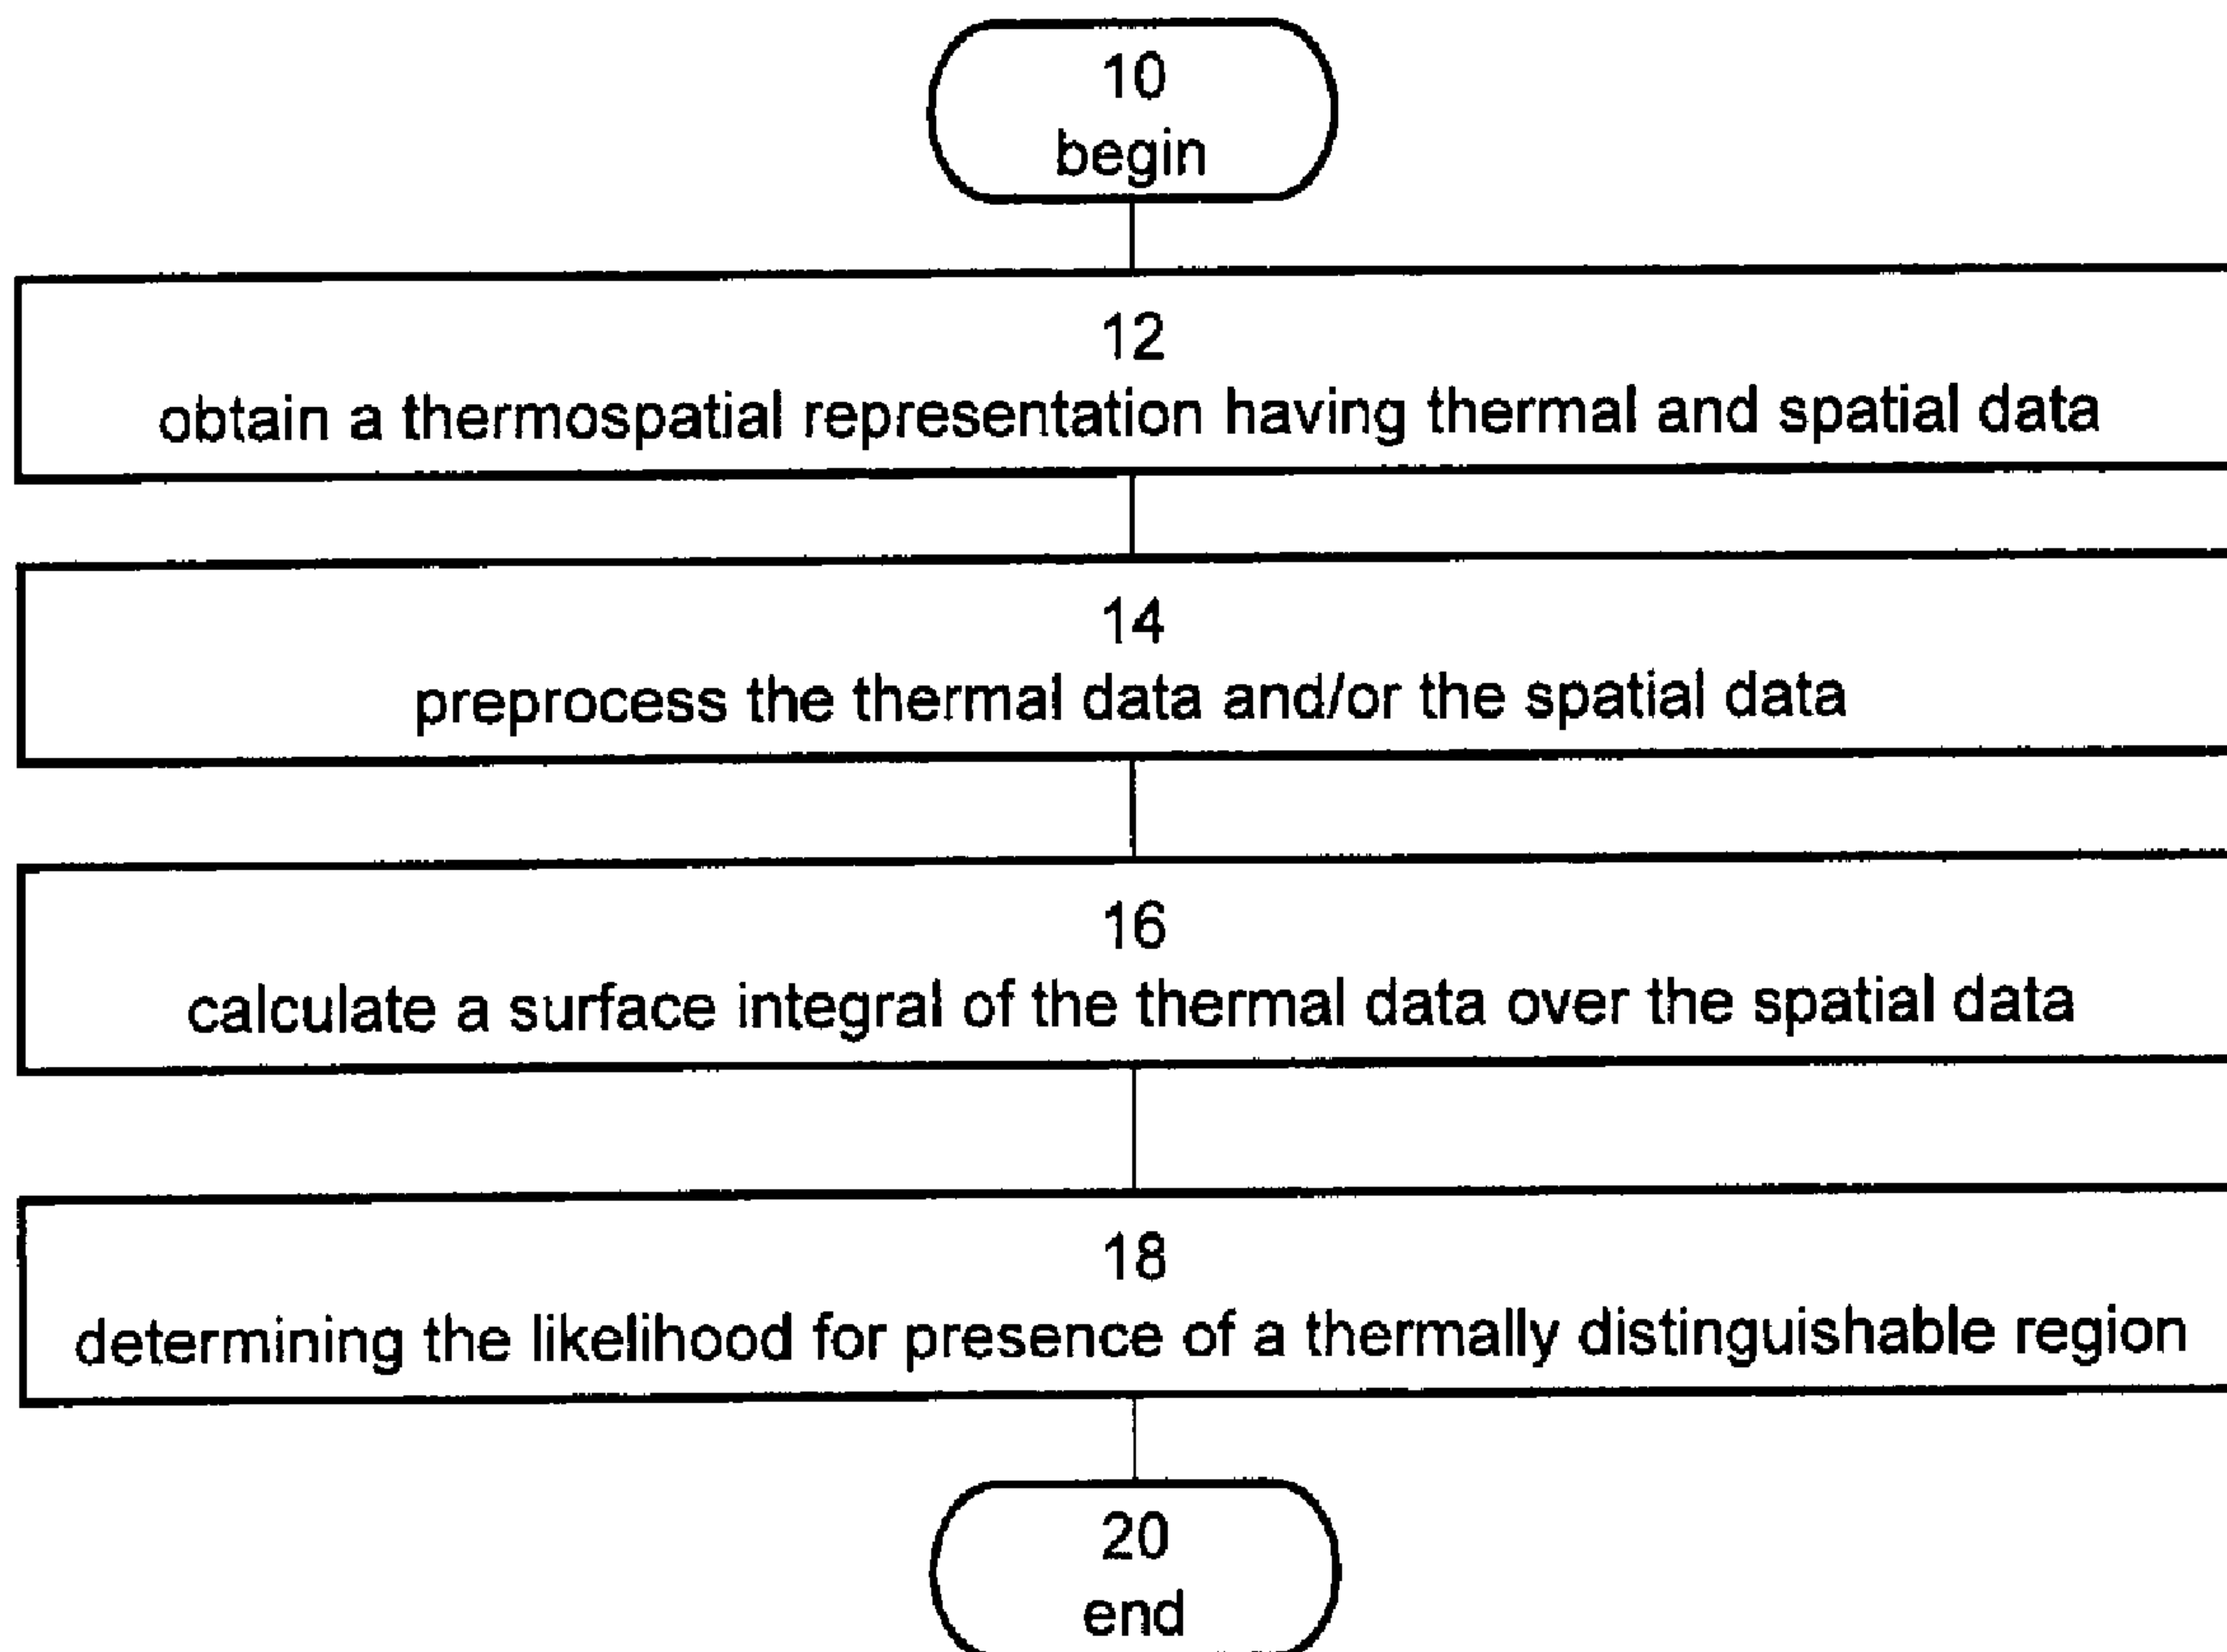 10
begin
12
obtain a thermospatial representation having thermal and spatial data
14
preprocess the thermal data and/or the spatial data
16
calculate a surface integral of the thermal data over the spatial data
18
determining the likelihood for presence of a thermally distinguishable region
20
end